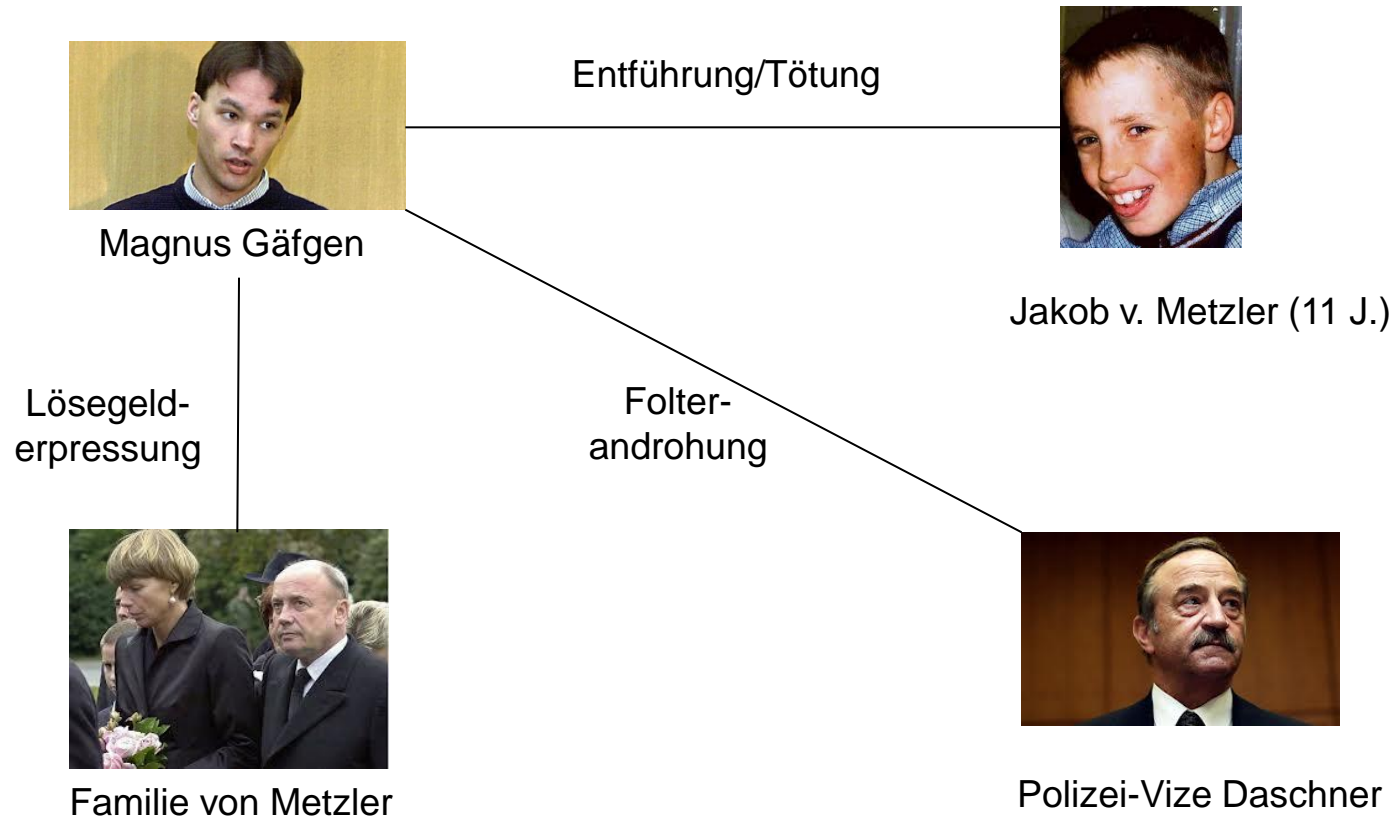 Entführung/Tötung
Magnus Gäfgen
Jakob v. Metzler (11 J.)
Lösegeld-
erpressung
Folter-
androhung
Familie von Metzler
Polizei-Vize Daschner